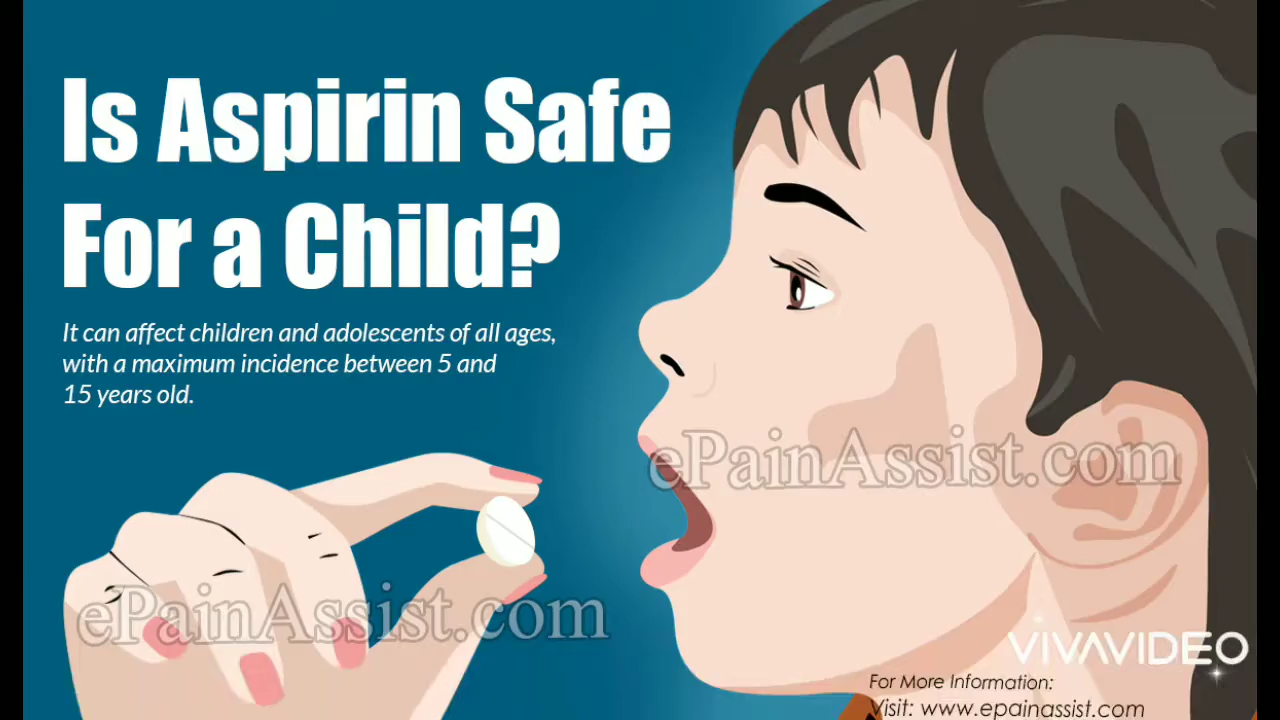 Is Aspirin Safe
For a Child?
It can affect children and adolescents of all ages,
with a maximum incidence between 5 and
15 years old.
ePainAssist.com
ePainAssist.com
VIVAVIDEO
For More Information:
Visit: www.epainassist.com